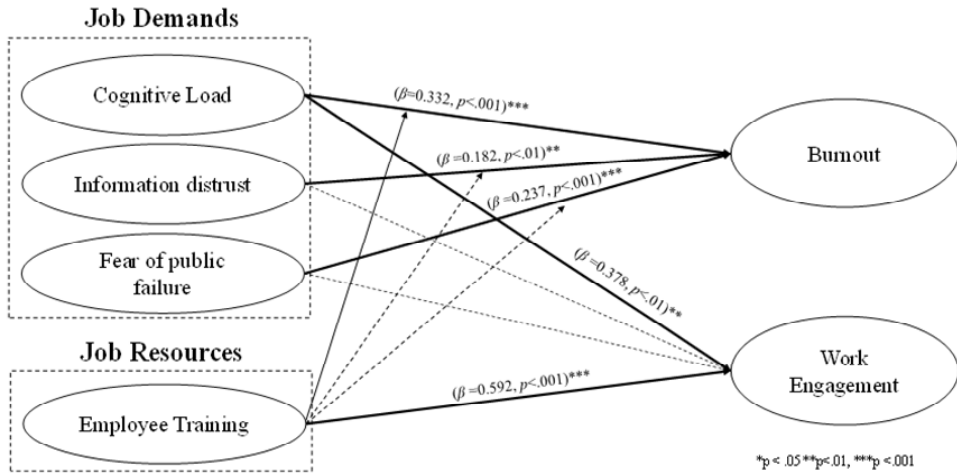 Job Demands
Cognitive Load
(β=0.332, p<.001)***
Burnout
(β =0.182, p<.01)**
Information distrust
(β =0.237, p<.001)***
Fear of public
failure
(β =0.378, p<.01)**
Job Resources
Work
Engagement
(β =0.592, p<.001)***
Employee Training
*p < .05 **p<.01, ***p <.001